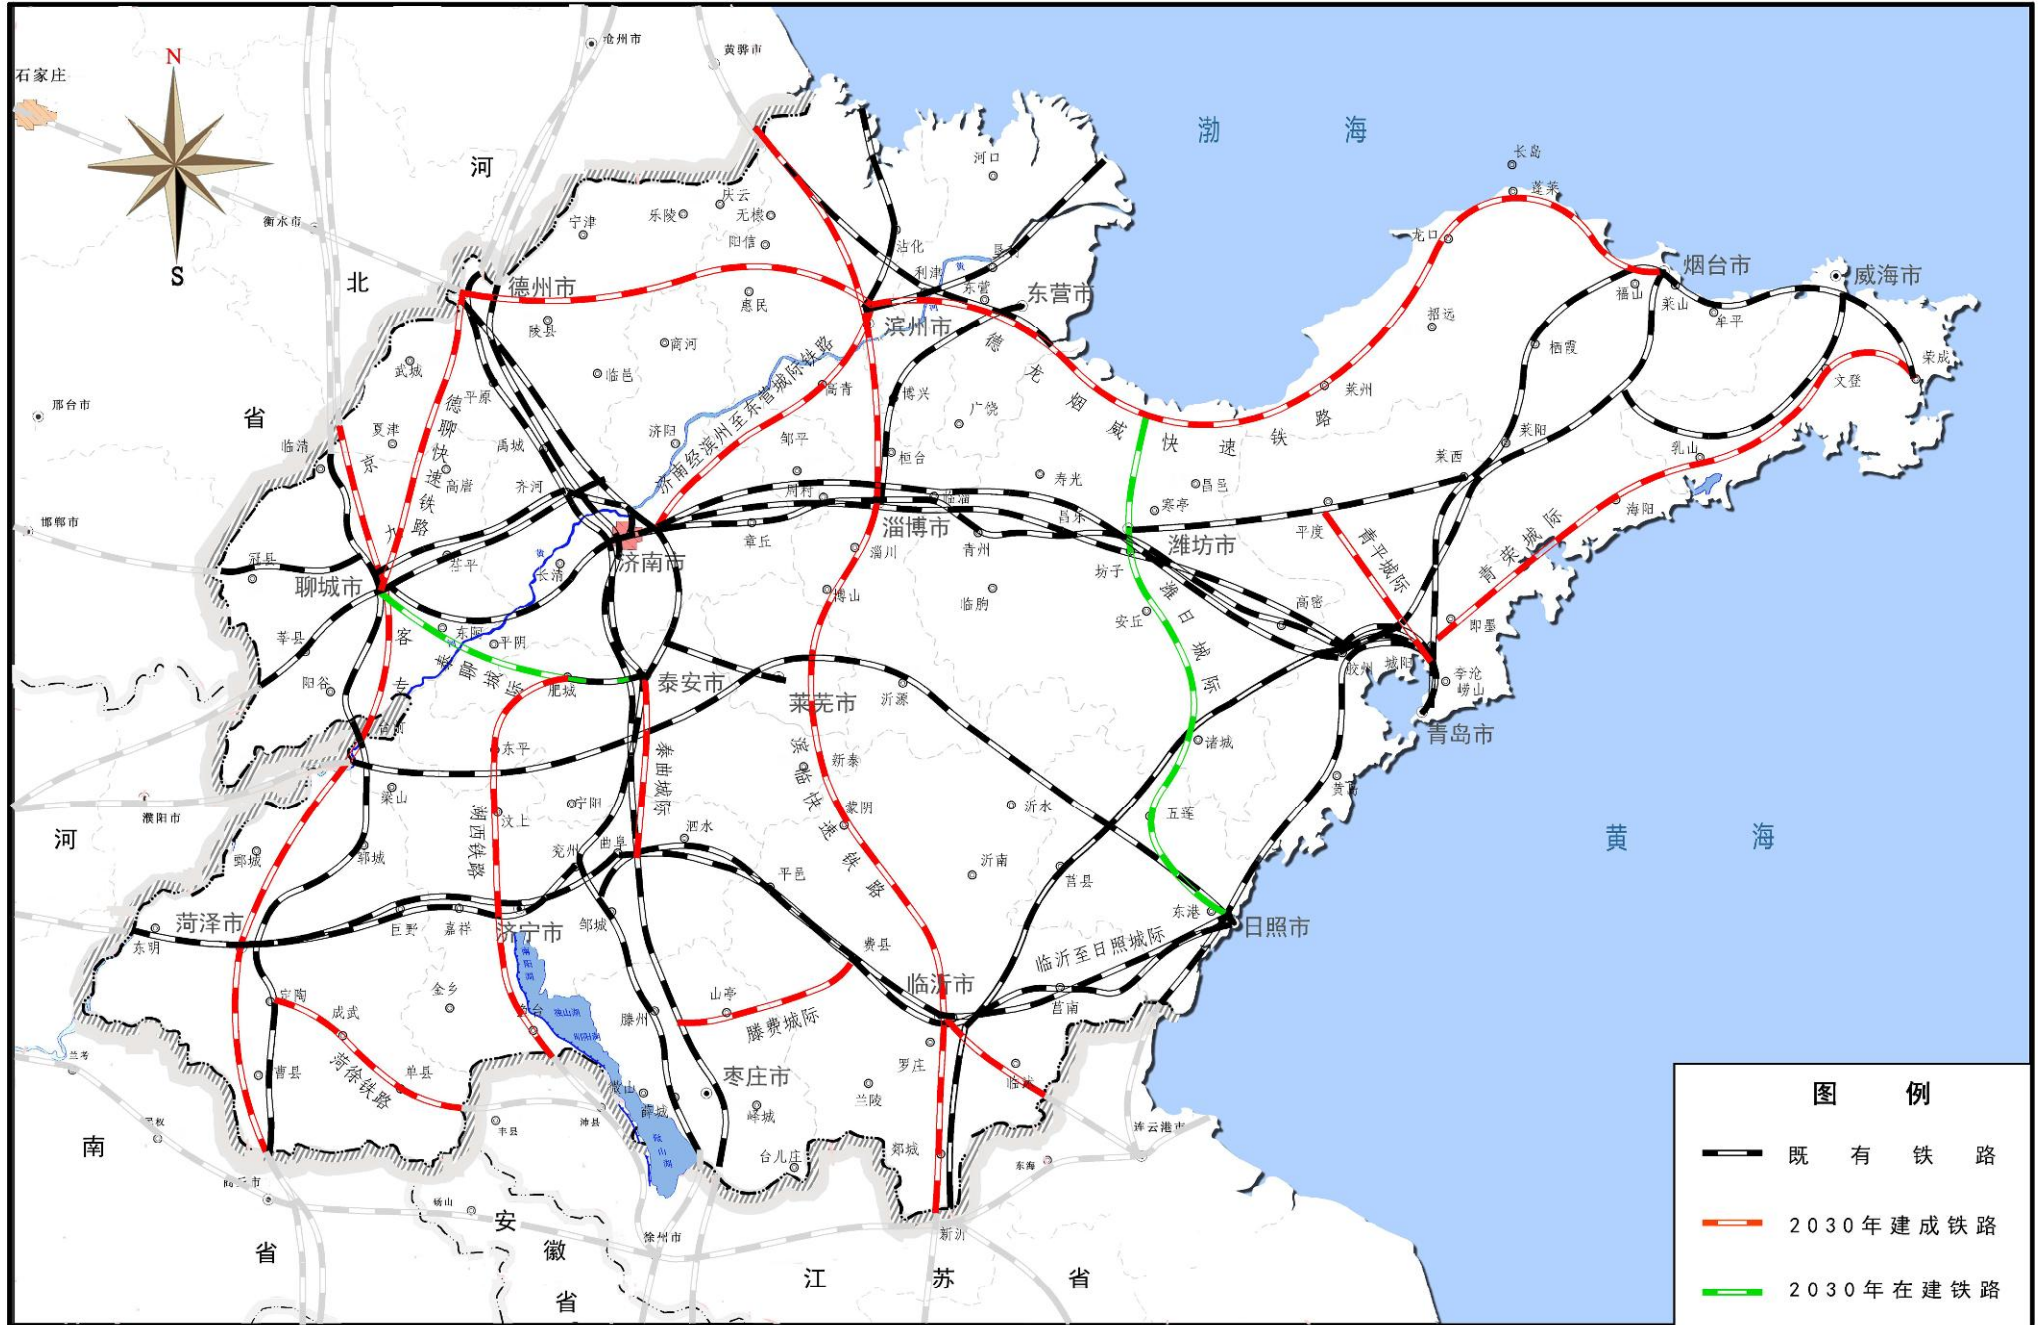 N
S
石家庄
沧州市
黄骅市
衡水市
邢台市
邯郸市
濮阳市
兰考
丰县
沛县
砀山
徐州市
新沂
东海
连云港市
河
北
省
河
南
省
安
徽
省
江
苏
省
渤
海
黄
海
德州市
滨州市
东营市
烟台市
威海市
聊城市
济南市
淄博市
潍坊市
泰安市
莱芜市
青岛市
菏泽市
济宁市
临沂市
日照市
枣庄市
宁津
乐陵
庆云
无棣
阳信
沾化
河口
利津
东营
惠民
陵县
商河
临邑
武城
平原
夏津
临清
高唐
禹城
齐河
济阳
高青
博兴
广饶
邹平
桓台
周村
临淄
寿光
昌邑
寒亭
昌乐
青州
章丘
淄川
博山
临朐
坊子
安丘
高密
平度
莱西
莱阳
海阳
乳山
文登
荣成
牟平
莱山
福山
栖霞
招远
龙口
蓬莱
长岛
莱州
即墨
城阳
李沧
崂山
胶州
黄岛
诸城
五莲
东港
莒县
莒南
沂水
沂南
沂源
新泰
蒙阴
平邑
费县
泗水
曲阜
兖州
邹城
宁阳
汶上
东平
肥城
平阴
东阿
长清
茌平
冠县
莘县
阳谷
梁山
郓城
鄄城
东明
巨野
嘉祥
金乡
定陶
成武
单县
曹县
滕州
山亭
微山
薛城
峄城
台儿庄
兰陵
罗庄
郯城
德聊快速铁路
京九客专
济南经滨州至东营城际铁路
德龙烟威快速铁路
青平城际
青荣城际
潍日城际
泰聊城际
泰曲城际
湖西铁路
滨临快速铁路
滕费城际
菏徐铁路
临沂至日照城际
图例
既有铁路
2030年建成铁路
2030年在建铁路